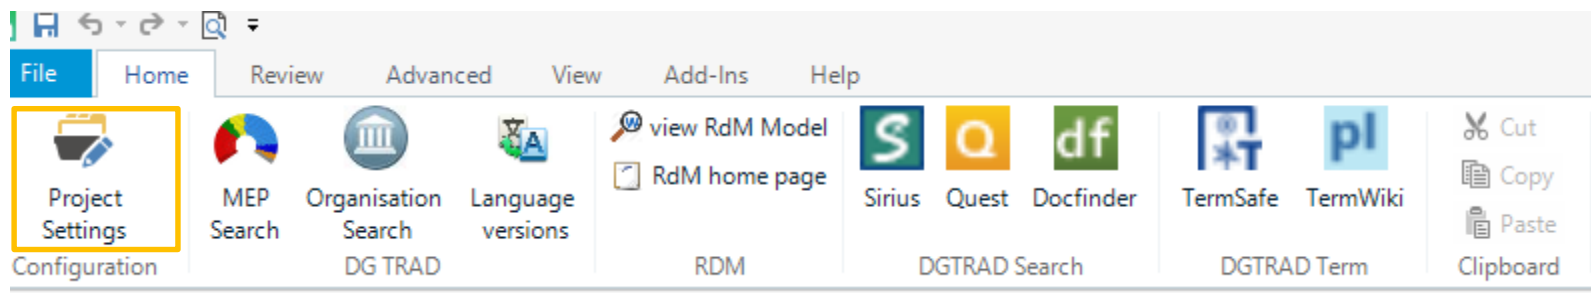 File Home Review Advanced View Add-Ins Help
Project Settings
MEP Search
Organisation Search
Language versions
W view RdM Model
RdM home page
S Sirius
Q Quest
df Docfinder
T TermSafe
pl TermWiki
Cut
Copy
Paste
Configuration DG TRAD RDM DGTRAD Search DGTRAD Term Clipboard